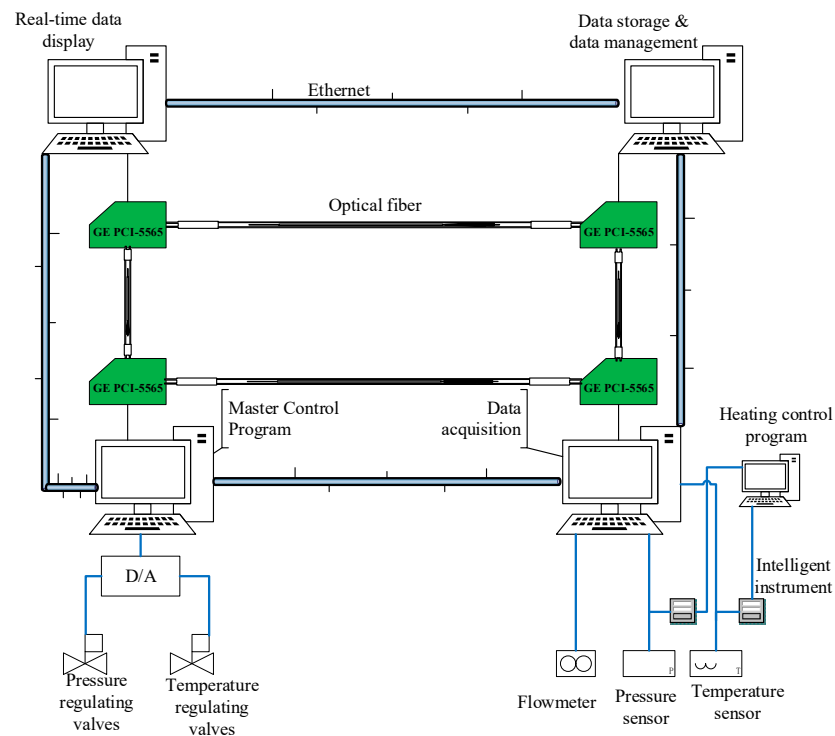 Real-time data
display
Data storage &
data management
Ethernet
Optical fiber
GE PCI-5565
GE PCI-5565
GE PCI-5565
GE PCI-5565
Master Control
Program
Data
acquisition
Heating control
program
D/A
Intelligent
instrument
Pressure
regulating
valves
Temperature
regulating
valves
Flowmeter
P
Pressure
sensor
T
Temperature
sensor